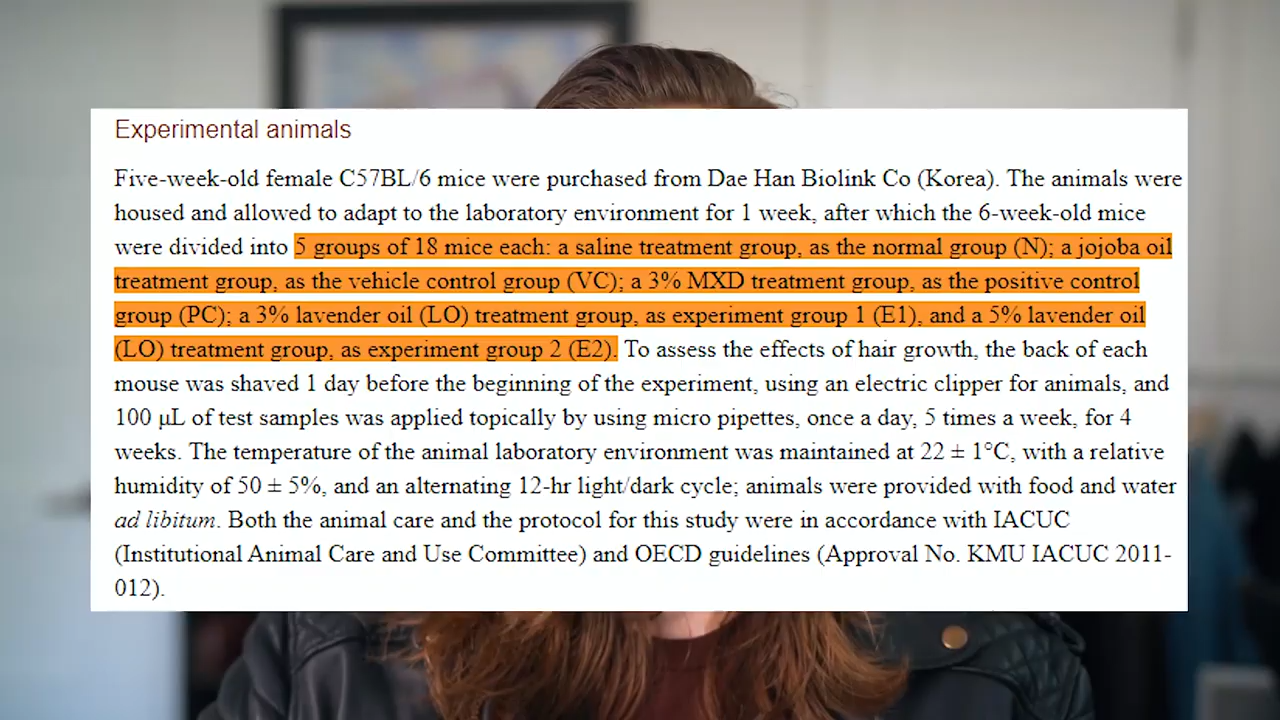 Experimental animals
Five-week-old female C57BL/6 mice were purchased from Dae Han Biolink Co (Korea). The animals were
housed and allowed to adapt to the laboratory environment for 1 week, after which the 6-week-old mice
were divided into 5 groups of 18 mice each: a saline treatment group, as the normal group (N); a jojoba oil
treatment group, as the vehicle control group (VC); a 3% MXD treatment group, as the positive control
group (PC); a 3% lavender oil (LO) treatment group, as experiment group 1 (E1), and a 5% lavender oil
(LO) treatment group, as experiment group 2 (E2). To assess the effects of hair growth, the back of each
mouse was shaved 1 day before the beginning of the experiment, using an electric clipper for animals, and
100 μL of test samples was applied topically by using micro pipettes, once a day, 5 times a week, for 4
weeks. The temperature of the animal laboratory environment was maintained at 22 ± 1°C, with a relative
humidity of 50 ± 5%, and an alternating 12-hr light/dark cycle; animals were provided with food and water
ad libitum. Both the animal care and the protocol for this study were in accordance with IACUC
(Institutional Animal Care and Use Committee) and OECD guidelines (Approval No. KMU IACUC 2011-
012).